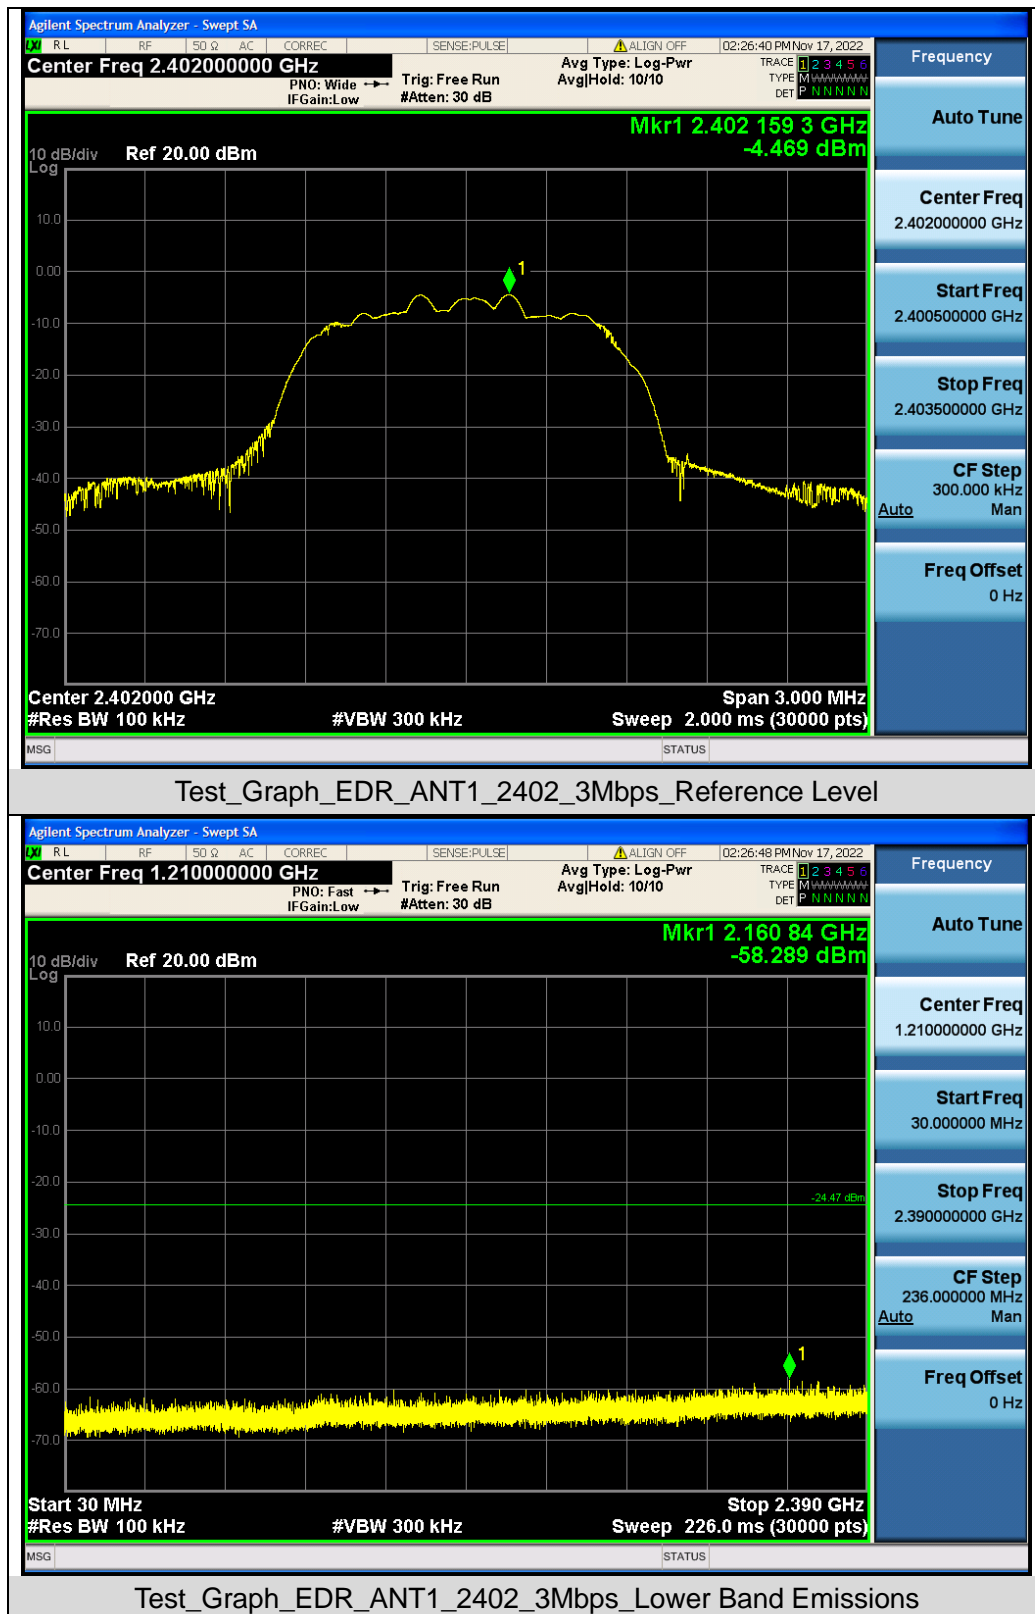 Agilent Spectrum Analyzer - Swept SA
LXI RL RF 50 Ω AC CORREC SENSE:PULSE ALIGN OFF 02:26:40 PM Nov 17, 2022
Center Freq 2.402000000 GHz
PNO: Wide
IFGain:Low
Trig: Free Run
#Atten: 30 dB
Avg Type: Log-Pwr
Avg|Hold: 10/10
TRACE 1 2 3 4 5 6
TYPE M WWWWW
DET P N N N N N
Mkr1 2.402 159 3 GHz
-4.469 dBm
10 dB/div Ref 20.00 dBm
Log
10.0
0.00
1
-10.0
-20.0
-30.0
-40.0
-50.0
-60.0
-70.0
Center 2.402000 GHz Span 3.000 MHz
#Res BW 100 kHz #VBW 300 kHz Sweep 2.000 ms (30000 pts)
MSG STATUS
Frequency
Auto Tune
Center Freq
2.402000000 GHz
Start Freq
2.400500000 GHz
Stop Freq
2.403500000 GHz
CF Step
300.000 kHz
Auto Man
Freq Offset
0 Hz
Test_Graph_EDR_ANT1_2402_3Mbps_Reference Level
Agilent Spectrum Analyzer - Swept SA
LXI RL RF 50 Ω AC CORREC SENSE:PULSE ALIGN OFF 02:26:48 PM Nov 17, 2022
Center Freq 1.210000000 GHz
PNO: Fast
IFGain:Low
Trig: Free Run
#Atten: 30 dB
Avg Type: Log-Pwr
Avg|Hold: 10/10
TRACE 1 2 3 4 5 6
TYPE M WWWWW
DET P N N N N N
Mkr1 2.160 84 GHz
-58.289 dBm
10 dB/div Ref 20.00 dBm
Log
10.0
0.00
-10.0
-20.0
-24.47 dBm
-30.0
-40.0
-50.0
1
-60.0
-70.0
Start 30 MHz Stop 2.390 GHz
#Res BW 100 kHz #VBW 300 kHz Sweep 226.0 ms (30000 pts)
MSG STATUS
Frequency
Auto Tune
Center Freq
1.210000000 GHz
Start Freq
30.000000 MHz
Stop Freq
2.390000000 GHz
CF Step
236.000000 MHz
Auto Man
Freq Offset
0 Hz
Test_Graph_EDR_ANT1_2402_3Mbps_Lower Band Emissions